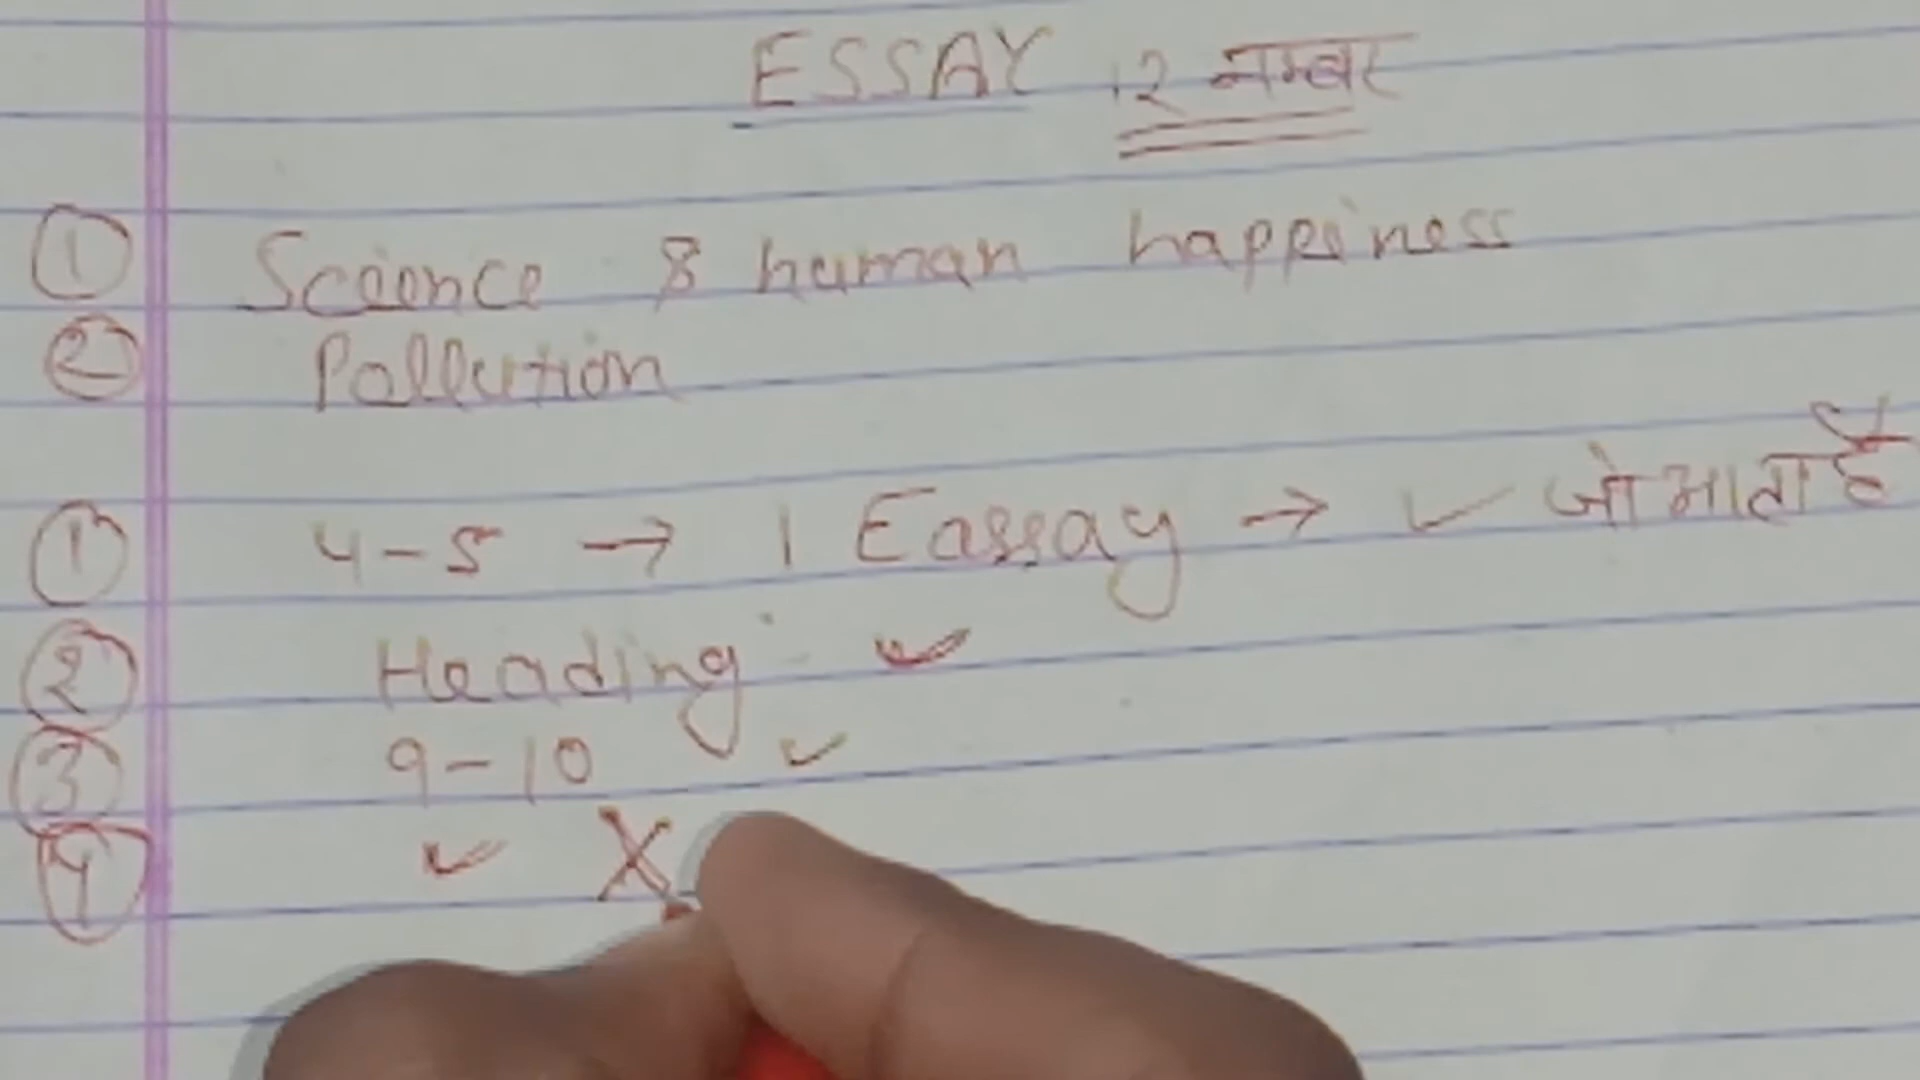 ESSAY 12 नम्बर
① Science & human happiness
② Pollution
① 4-5 → 1 Eassay → ✓ जो आता है
② Heading ✓
③ 9-10 ✓
④ ✓ X